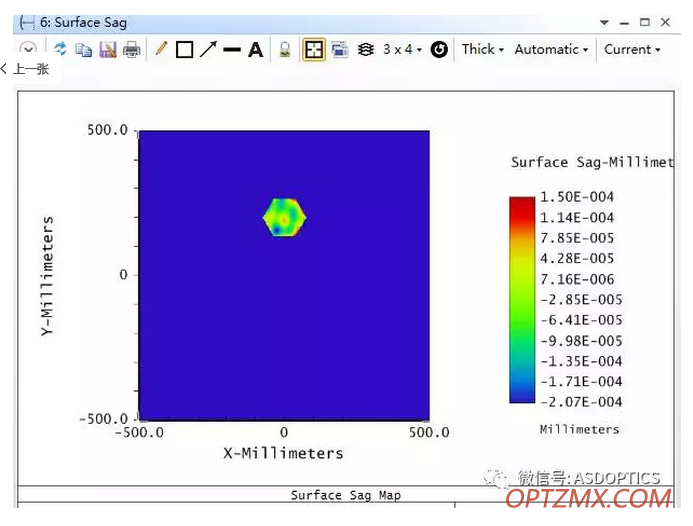 6: Surface Sag
A
3 x 4
Thick
Automatic
Current
上一张
Surface Sag-Millimet
500.0
0
-500.0
Y-Millimeters
-500.0 0 500.0
X-Millimeters
1.50E-004
1.14E-004
7.85E-005
4.28E-005
7.16E-006
-2.85E-005
-6.41E-005
-9.98E-005
-1.35E-004
-1.71E-004
-2.07E-004
Millimeters
微信号: ASDOPTICS
Surface Sag Map
OPTZMX.COM